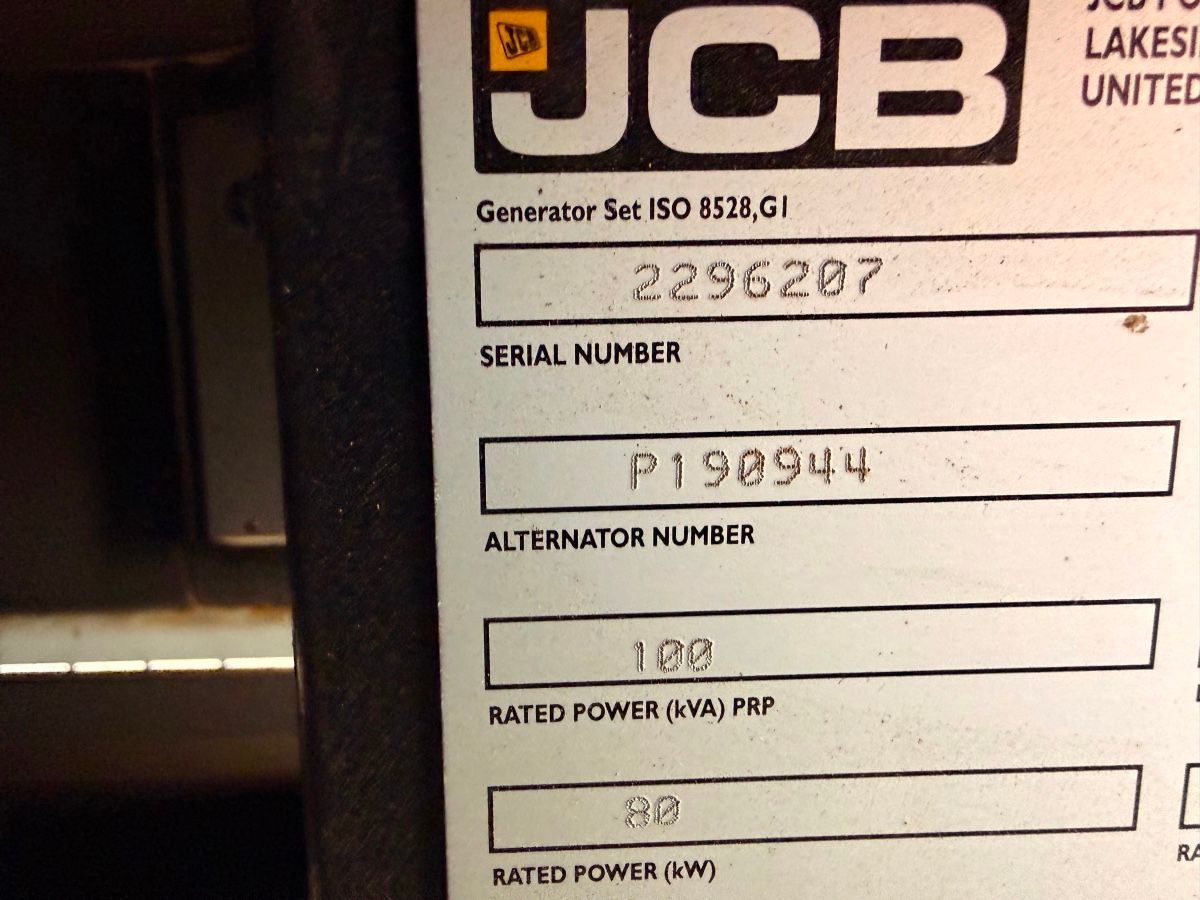 JCB
JCB
UNITED
Generator Set ISO 8528,G1
2296207
SERIAL NUMBER
P190944
ALTERNATOR NUMBER
100
RATED POWER (kVA) PRP
80
RATED POWER (kW)